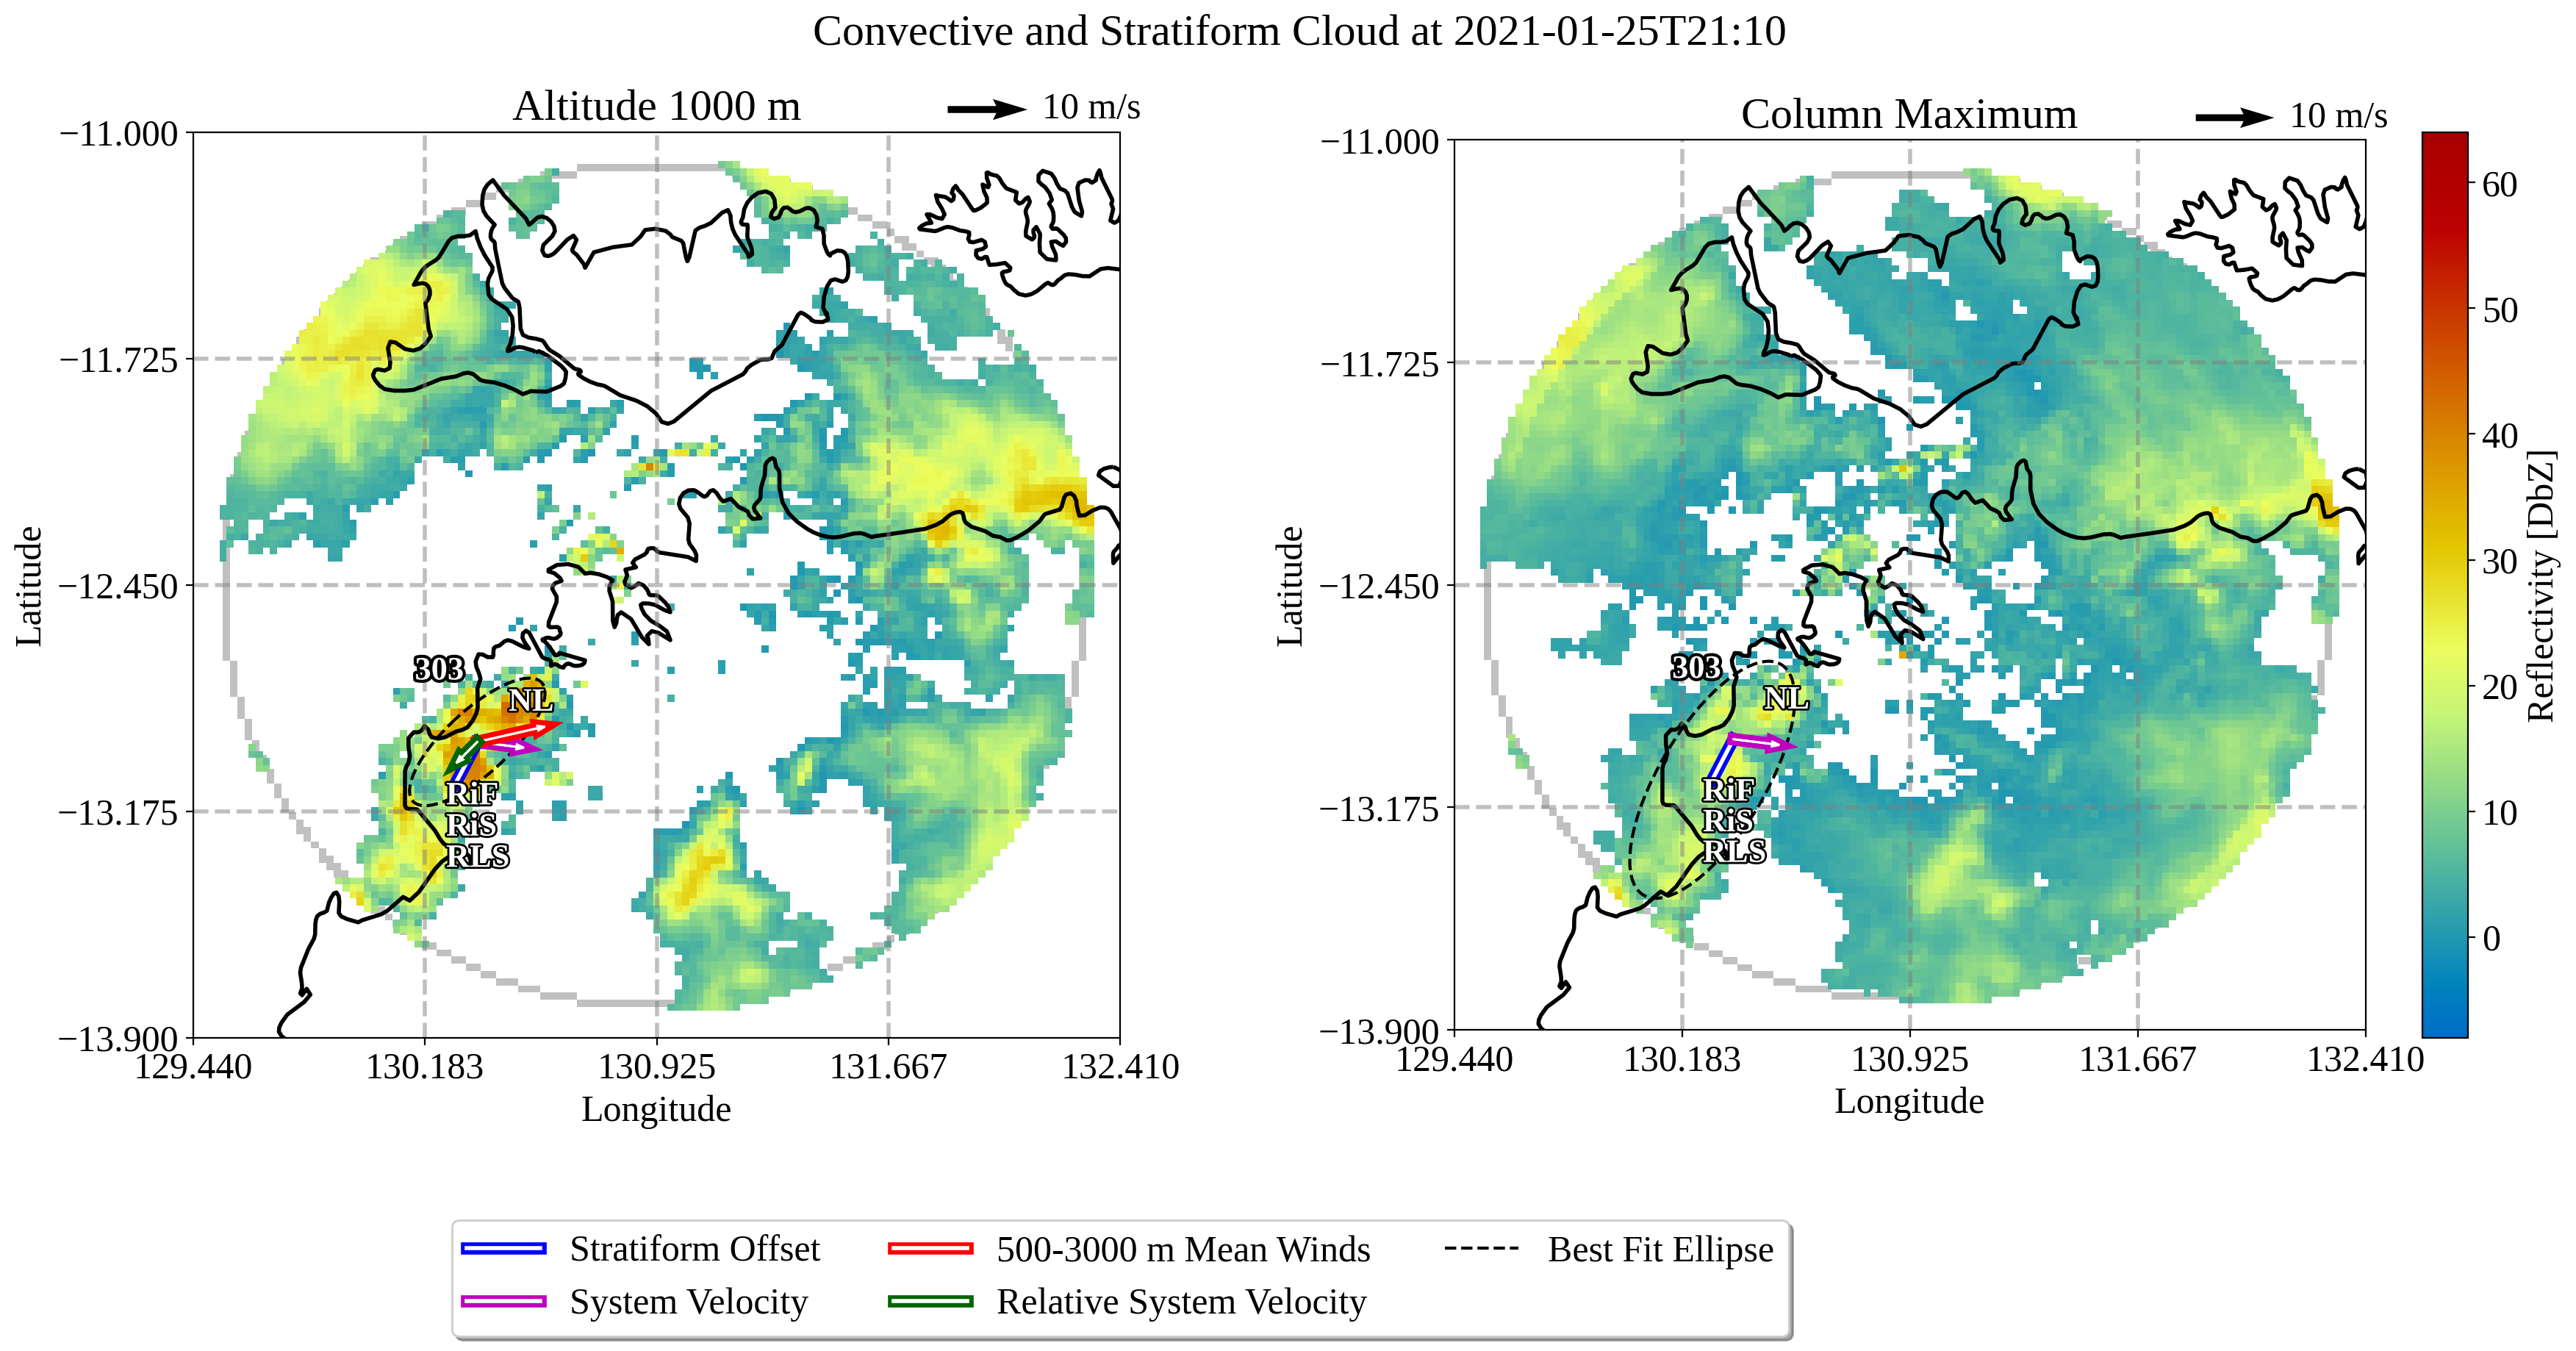 Convective and Stratiform Cloud at 2021-01-25T21:10
Altitude 1000 m
10 m/s
−11.000
−11.725
−12.450
−13.175
−13.900
129.440
130.183
130.925
131.667
132.410
Latitude
Longitude
303
NL
RiF
RiS
RLS
Column Maximum
10 m/s
−11.000
−11.725
−12.450
−13.175
−13.900
129.440
130.183
130.925
131.667
132.410
Latitude
Longitude
303
NL
RiF
RiS
RLS
60
50
40
30
20
10
0
Reflectivity [DbZ]
Stratiform Offset
500-3000 m Mean Winds
Best Fit Ellipse
System Velocity
Relative System Velocity